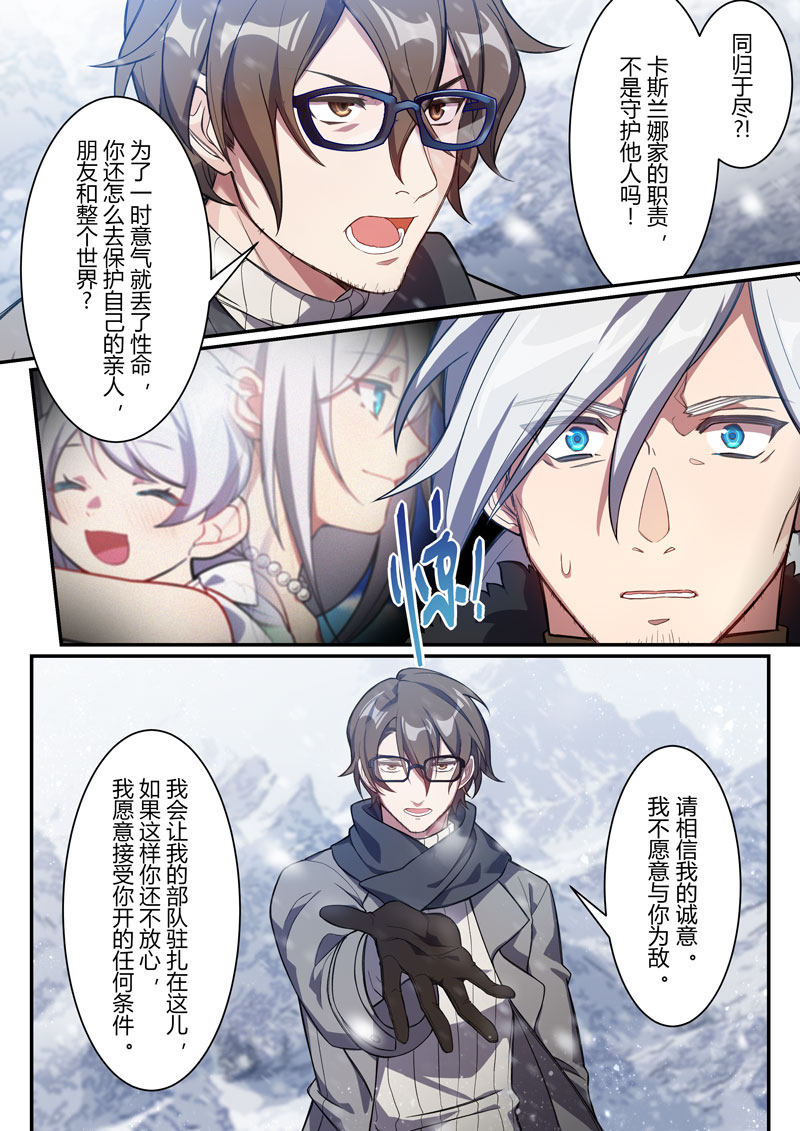 同归于尽?!
卡斯兰娜家的职责，
不是守护他人吗！
为了一时意气就丢了性命，
你还怎么去保护自己的亲人，
朋友和整个世界？
惊！
请相信我的诚意。
我不愿意与你为敌。
我会让我的部队驻扎在这儿，
如果这样你还不放心，
我愿意接受你开的任何条件。